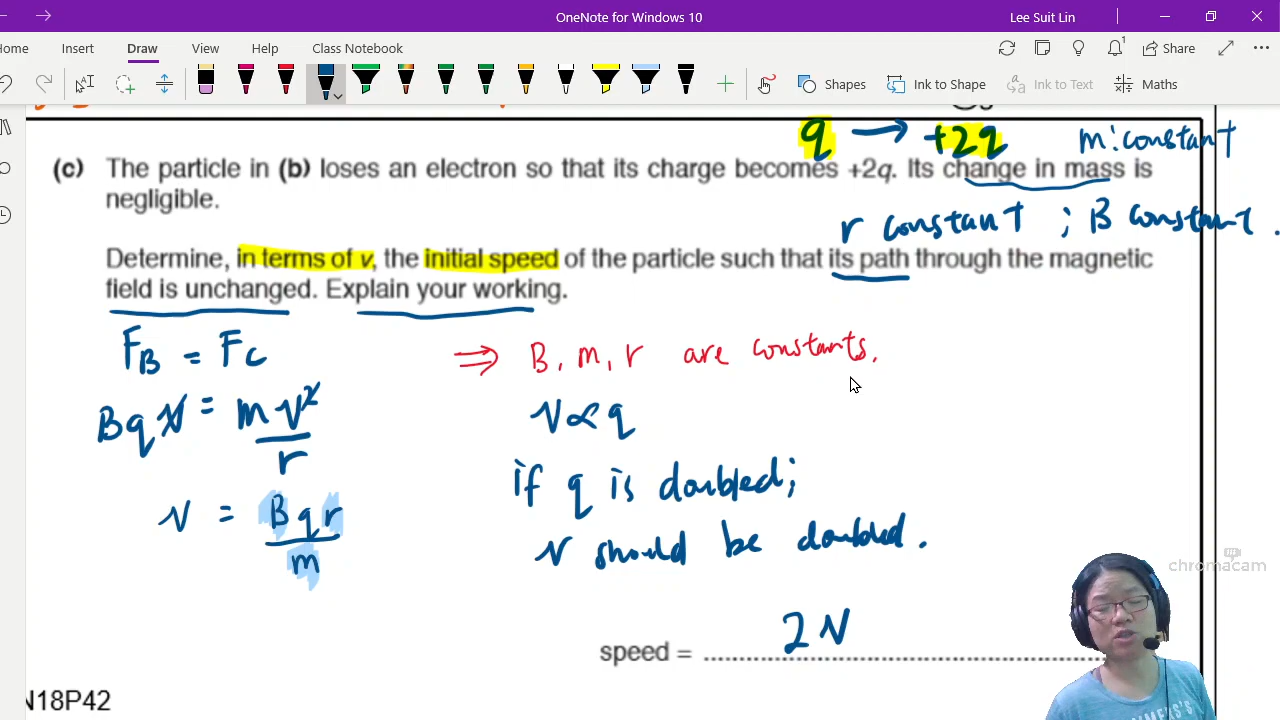 OneNote for Windows 10
Lee Suit Lin
Home Insert Draw View Help Class Notebook
1
Share
Shapes Ink to Shape Ink to Text Maths
q → +2q m: constant
(c) The particle in (b) loses an electron so that its charge becomes +2q. Its change in mass is
negligible.
r constant ; B constant.
Determine, in terms of v, the initial speed of the particle such that its path through the magnetic
field is unchanged. Explain your working.
F_B = F_C
⇒ B, m, r are constants.
Bqv = mv²/r
v ∝ q
if q is doubled;
v = Bqr/m
v should be doubled.
chromacam
2v
speed = ..........
N18P42